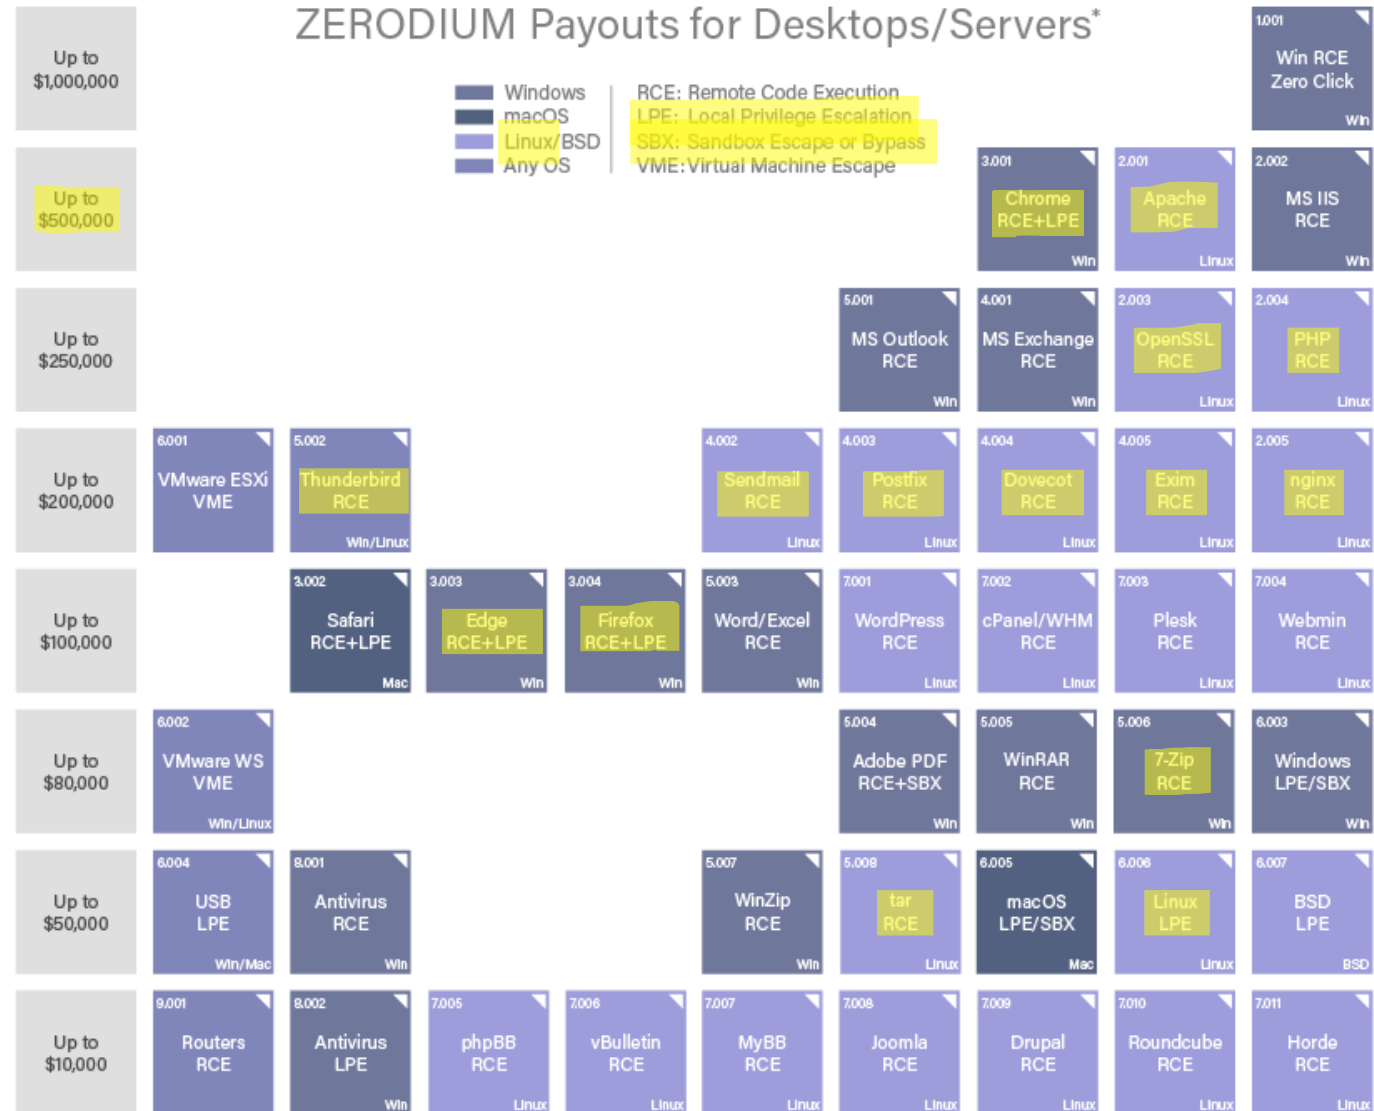 ZERODIUM Payouts for Desktops/Servers*
Windows
macOS
Linux/BSD
Any OS
RCE: Remote Code Execution
LPE: Local Privilege Escalation
SBX: Sandbox Escape or Bypass
VME: Virtual Machine Escape
Up to
$1,000,000
1.001
Win RCE
Zero Click
Win
Up to
$500,000
3.001
Chrome
RCE+LPE
Win
2.001
Apache
RCE
Linux
2.002
MS IIS
RCE
Win
Up to
$250,000
5.001
MS Outlook
RCE
Win
4.001
MS Exchange
RCE
Win
2.003
OpenSSL
RCE
Linux
2.004
PHP
RCE
Linux
Up to
$200,000
6.001
VMware ESXi
VME
5.002
Thunderbird
RCE
Win/Linux
4.002
Sendmail
RCE
Linux
4.003
Postfix
RCE
Linux
4.004
Dovecot
RCE
Linux
4.005
Exim
RCE
Linux
2.005
nginx
RCE
Linux
Up to
$100,000
3.002
Safari
RCE+LPE
Mac
3.003
Edge
RCE+LPE
Win
3.004
Firefox
RCE+LPE
Win
5.003
Word/Excel
RCE
Win
7.001
WordPress
RCE
Linux
7.002
cPanel/WHM
RCE
Linux
7.003
Plesk
RCE
Linux
7.004
Webmin
RCE
Linux
Up to
$80,000
6.002
VMware WS
VME
Win/Linux
5.004
Adobe PDF
RCE+SBX
Win
5.005
WinRAR
RCE
Win
5.006
7-Zip
RCE
Win
6.003
Windows
LPE/SBX
Win
Up to
$50,000
6.004
USB
LPE
Win/Mac
8.001
Antivirus
RCE
Win
5.007
WinZip
RCE
Win
5.008
tar
RCE
Linux
6.005
macOS
LPE/SBX
Mac
6.006
Linux
LPE
Linux
6.007
BSD
LPE
BSD
Up to
$10,000
9.001
Routers
RCE
8.002
Antivirus
LPE
Win
7.005
phpBB
RCE
Linux
7.006
vBulletin
RCE
Linux
7.007
MyBB
RCE
Linux
7.008
Joomla
RCE
Linux
7.009
Drupal
RCE
Linux
7.010
Roundcube
RCE
Linux
7.011
Horde
RCE
Linux